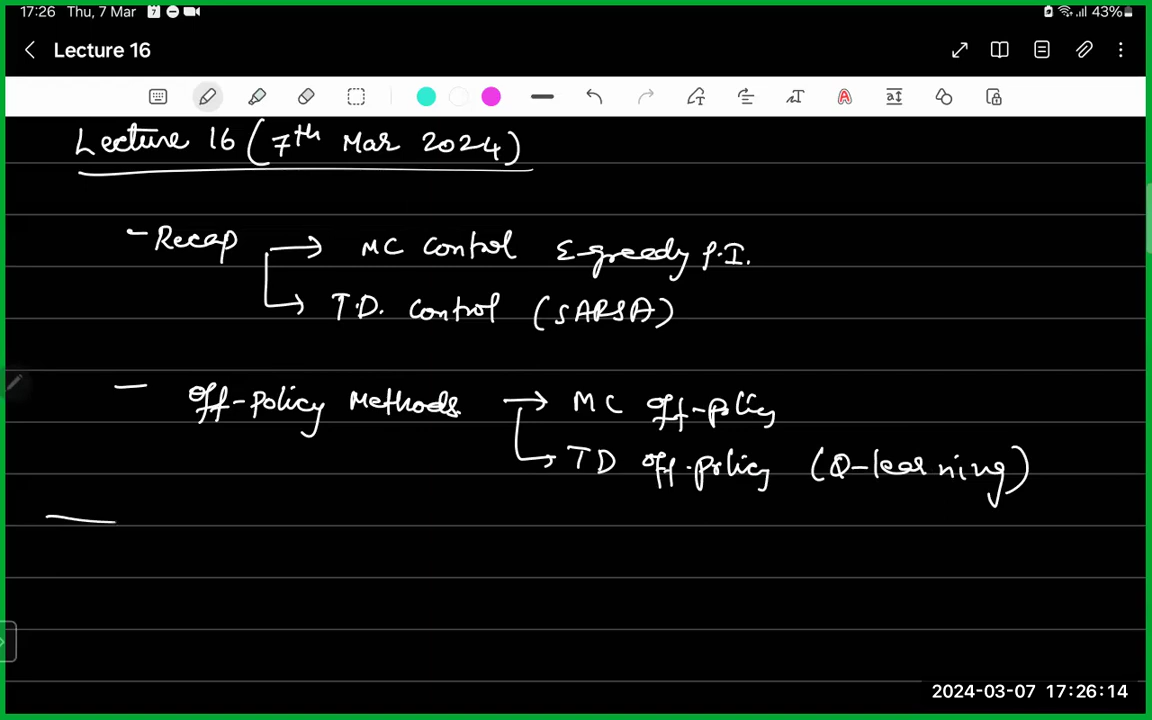 17:26 Thu, 7 Mar 7 43%
Lecture 16
Lecture 16 (7th Mar 2024)
- Recap → MC Control ε-greedy P.I.
→ T.D. Control (SARSA)
- Off-policy Methods → MC off-policy
→ TD off-policy (Q-learning)
2024-03-07 17:26:14